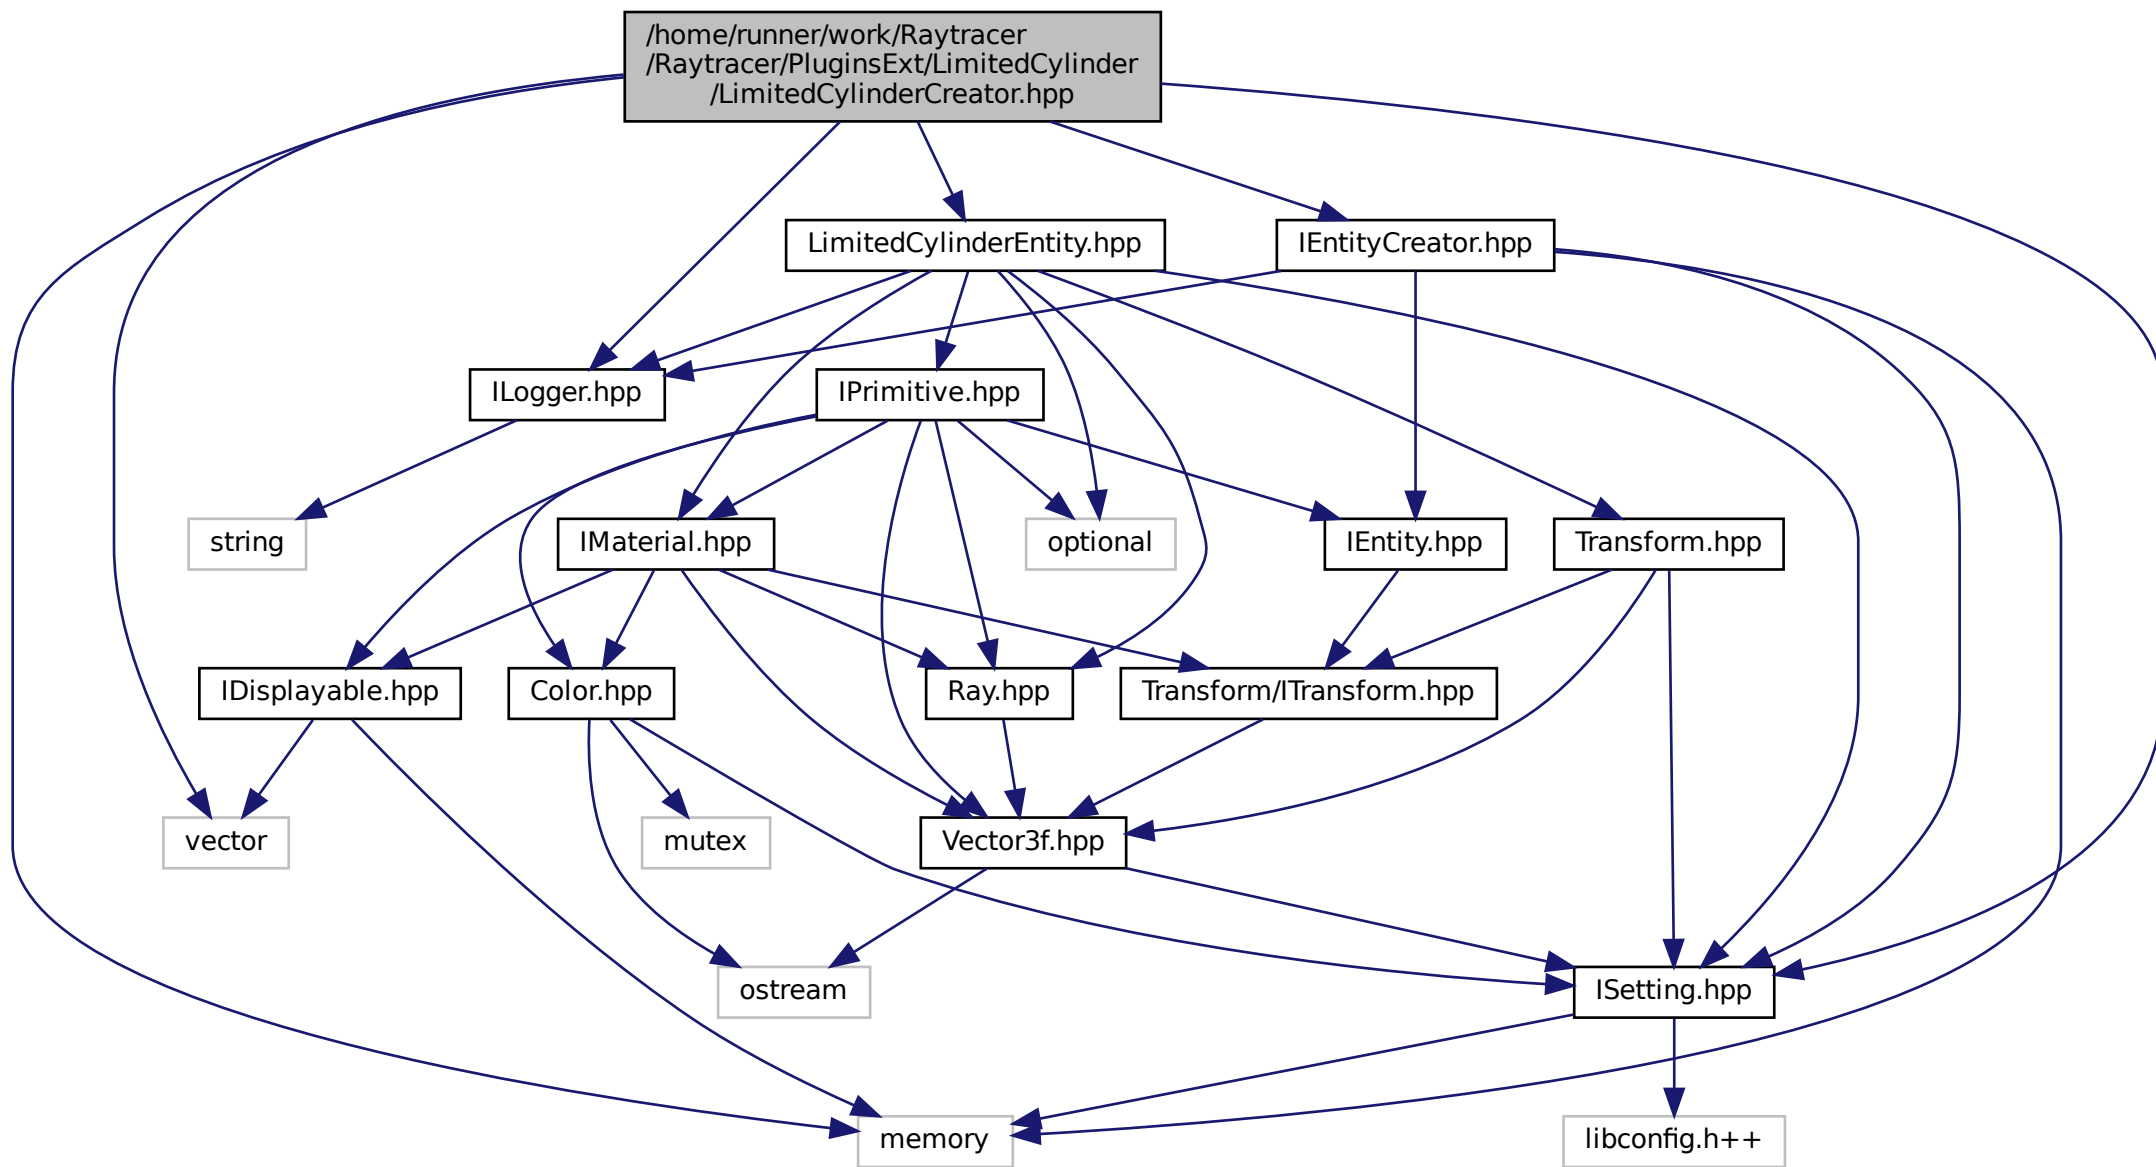 /home/runner/work/Raytracer
/Raytracer/PluginsExt/LimitedCylinder
/LimitedCylinderCreator.hpp
LimitedCylinderEntity.hpp
IEntityCreator.hpp
ILogger.hpp
IPrimitive.hpp
string
IMaterial.hpp
optional
IEntity.hpp
Transform.hpp
IDisplayable.hpp
Color.hpp
Ray.hpp
Transform/ITransform.hpp
vector
mutex
Vector3f.hpp
ostream
ISetting.hpp
memory
libconfig.h++